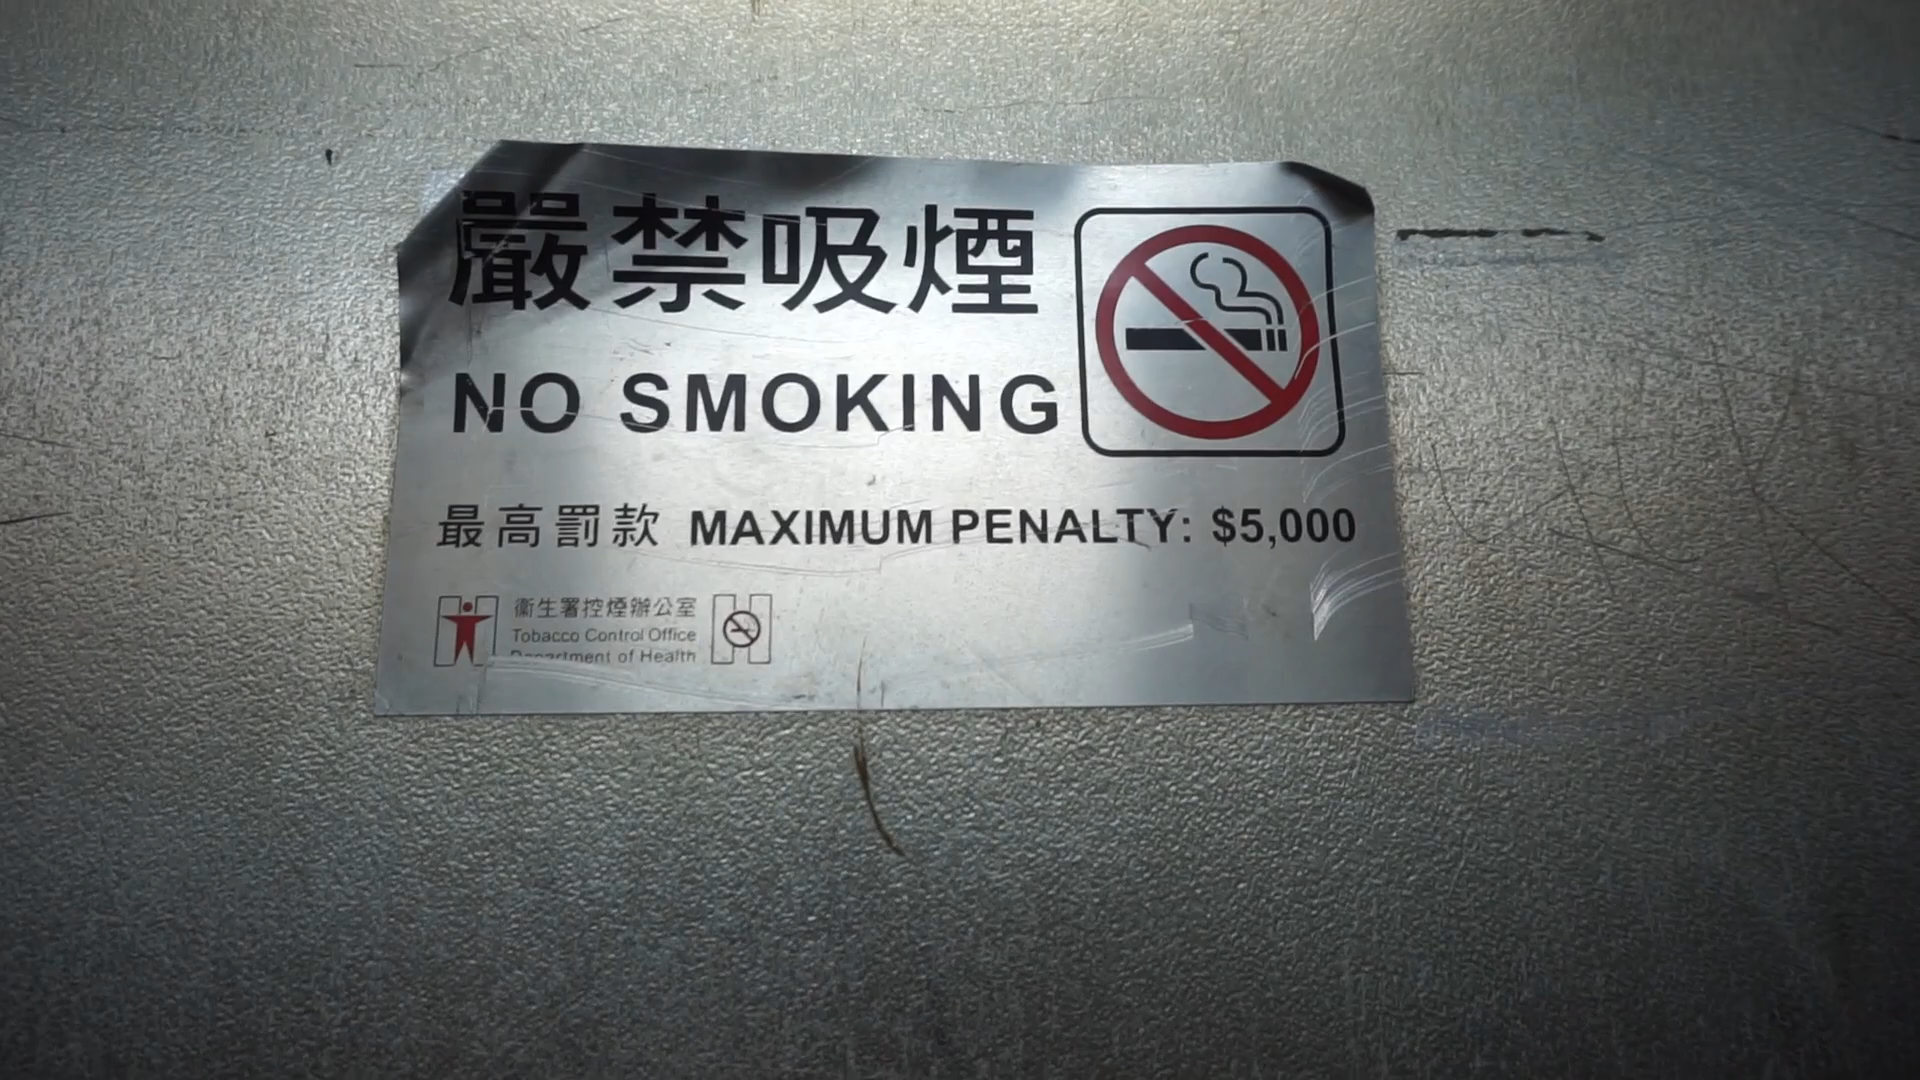 嚴禁吸煙
NO SMOKING
最高罰款 MAXIMUM PENALTY: $5,000
衞生署控煙辦公室
Tobacco Control Office
Department of Health